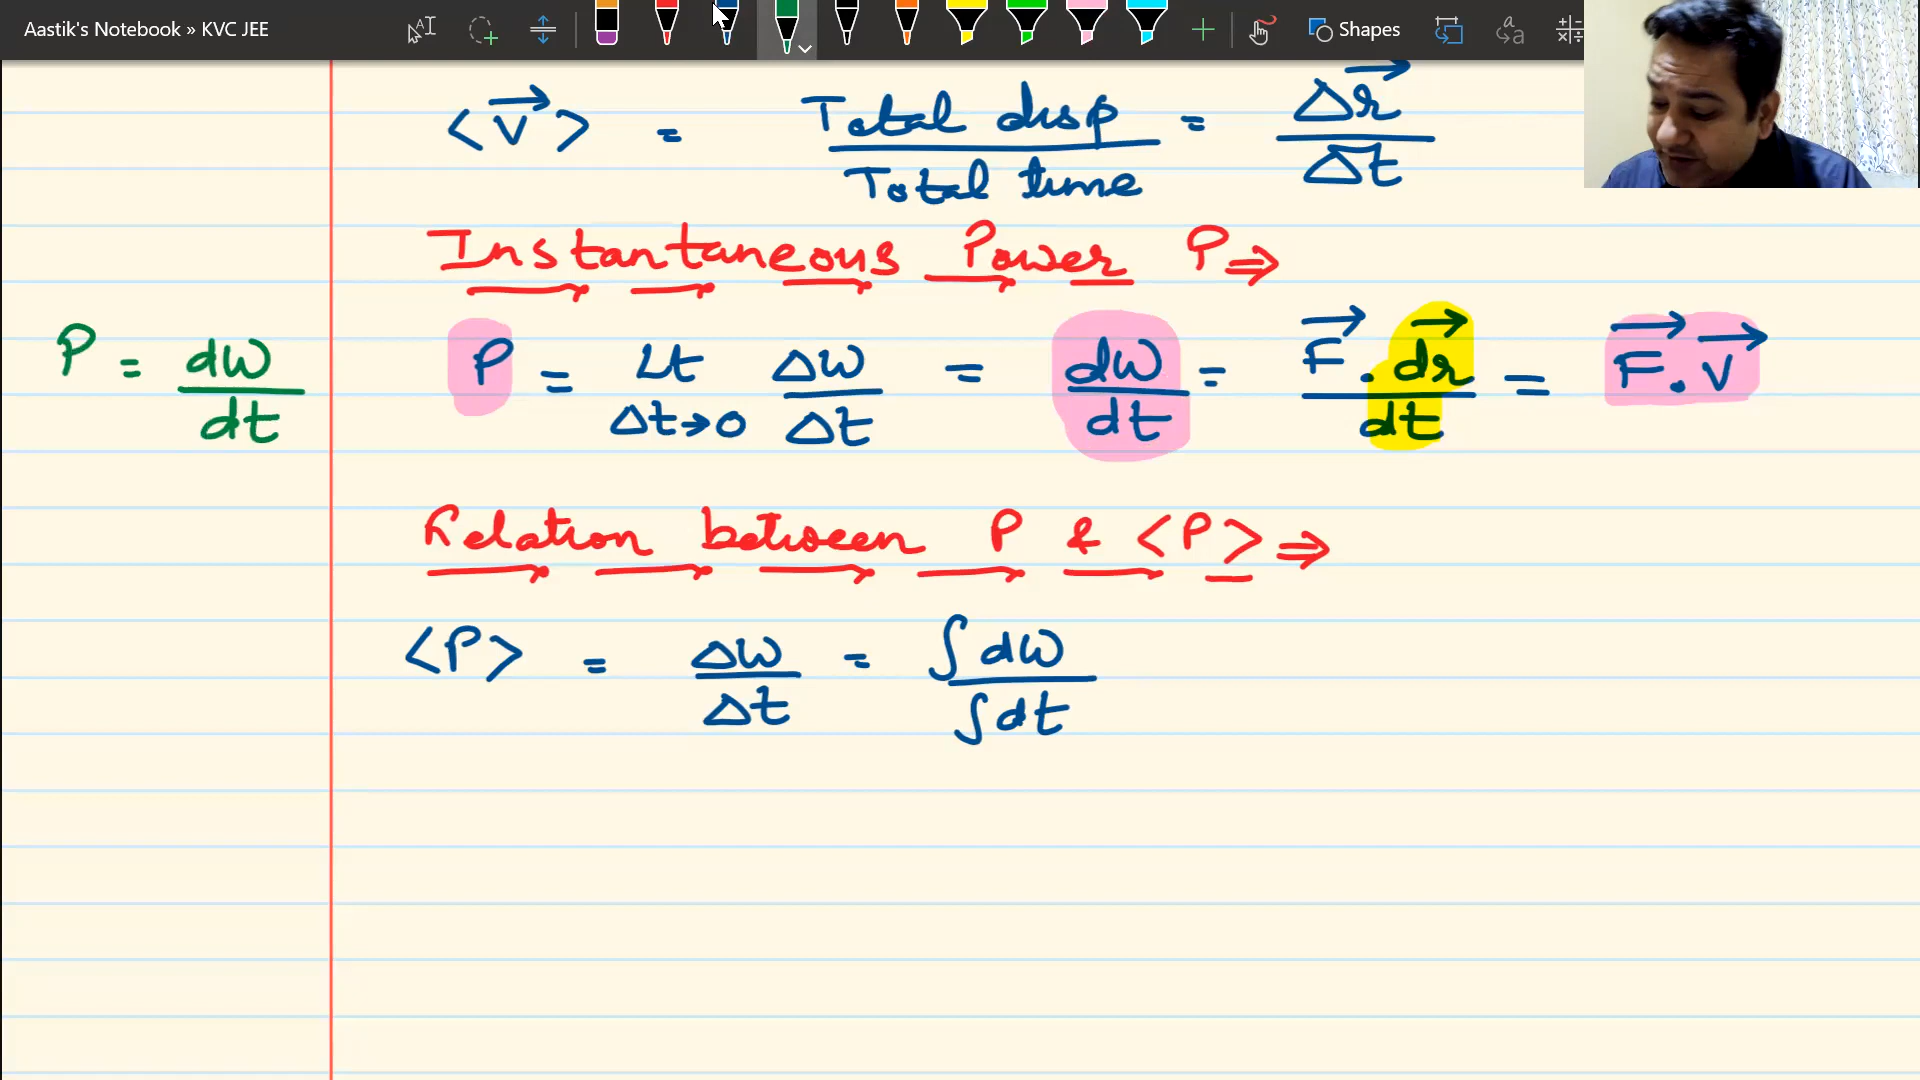 Aastik's Notebook » KVC JEE
Shapes
<v⃗> = Total disp / Total time = Δr⃗ / Δt
Instantaneous Power P ⇒
P = dW/dt
P = Lt Δt→0 ΔW/Δt = dW/dt = F⃗ . dr⃗ / dt = F⃗ . v⃗
Relation between P & <P> ⇒
<P> = ΔW/Δt = ∫dW / ∫dt